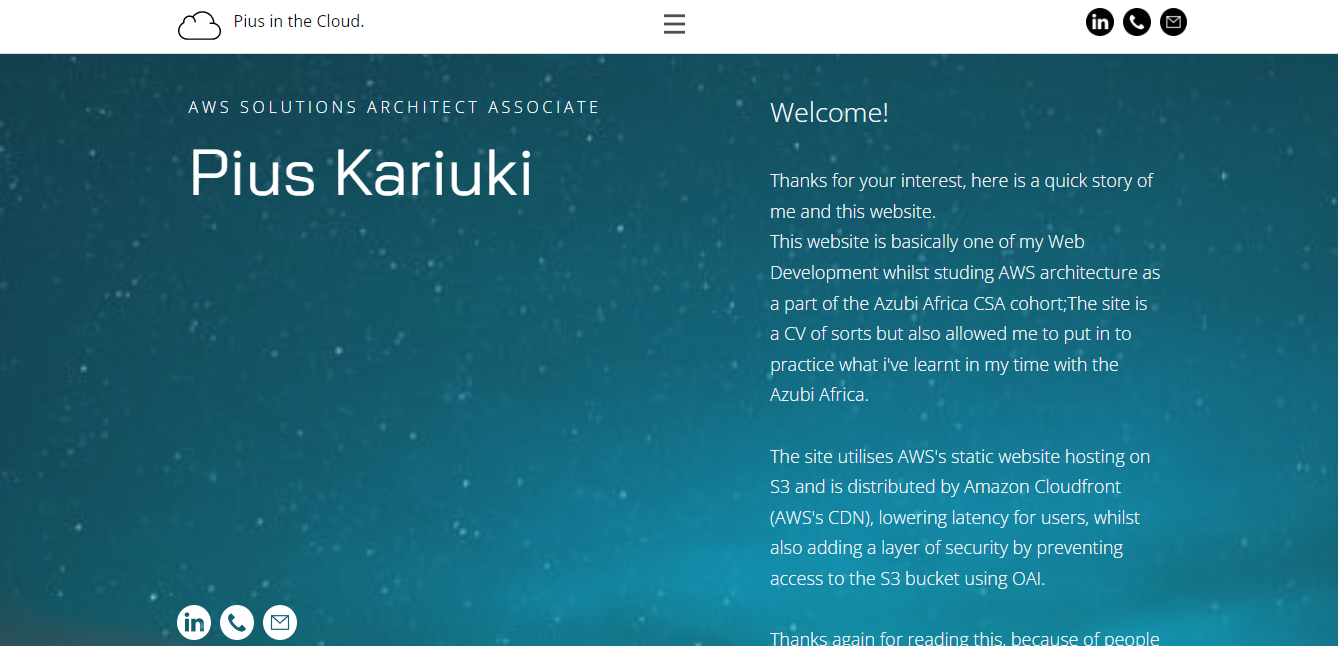 Pius in the Cloud.
AWS SOLUTIONS ARCHITECT ASSOCIATE
Pius Kariuki
Welcome!
Thanks for your interest, here is a quick story of
me and this website.
This website is basically one of my Web
Development whilst studing AWS architecture as
a part of the Azubi Africa CSA cohort;The site is
a CV of sorts but also allowed me to put in to
practice what i've learnt in my time with the
Azubi Africa.
The site utilises AWS's static website hosting on
S3 and is distributed by Amazon Cloudfront
(AWS's CDN), lowering latency for users, whilst
also adding a layer of security by preventing
access to the S3 bucket using OAI.
Thanks again for reading this, because of people